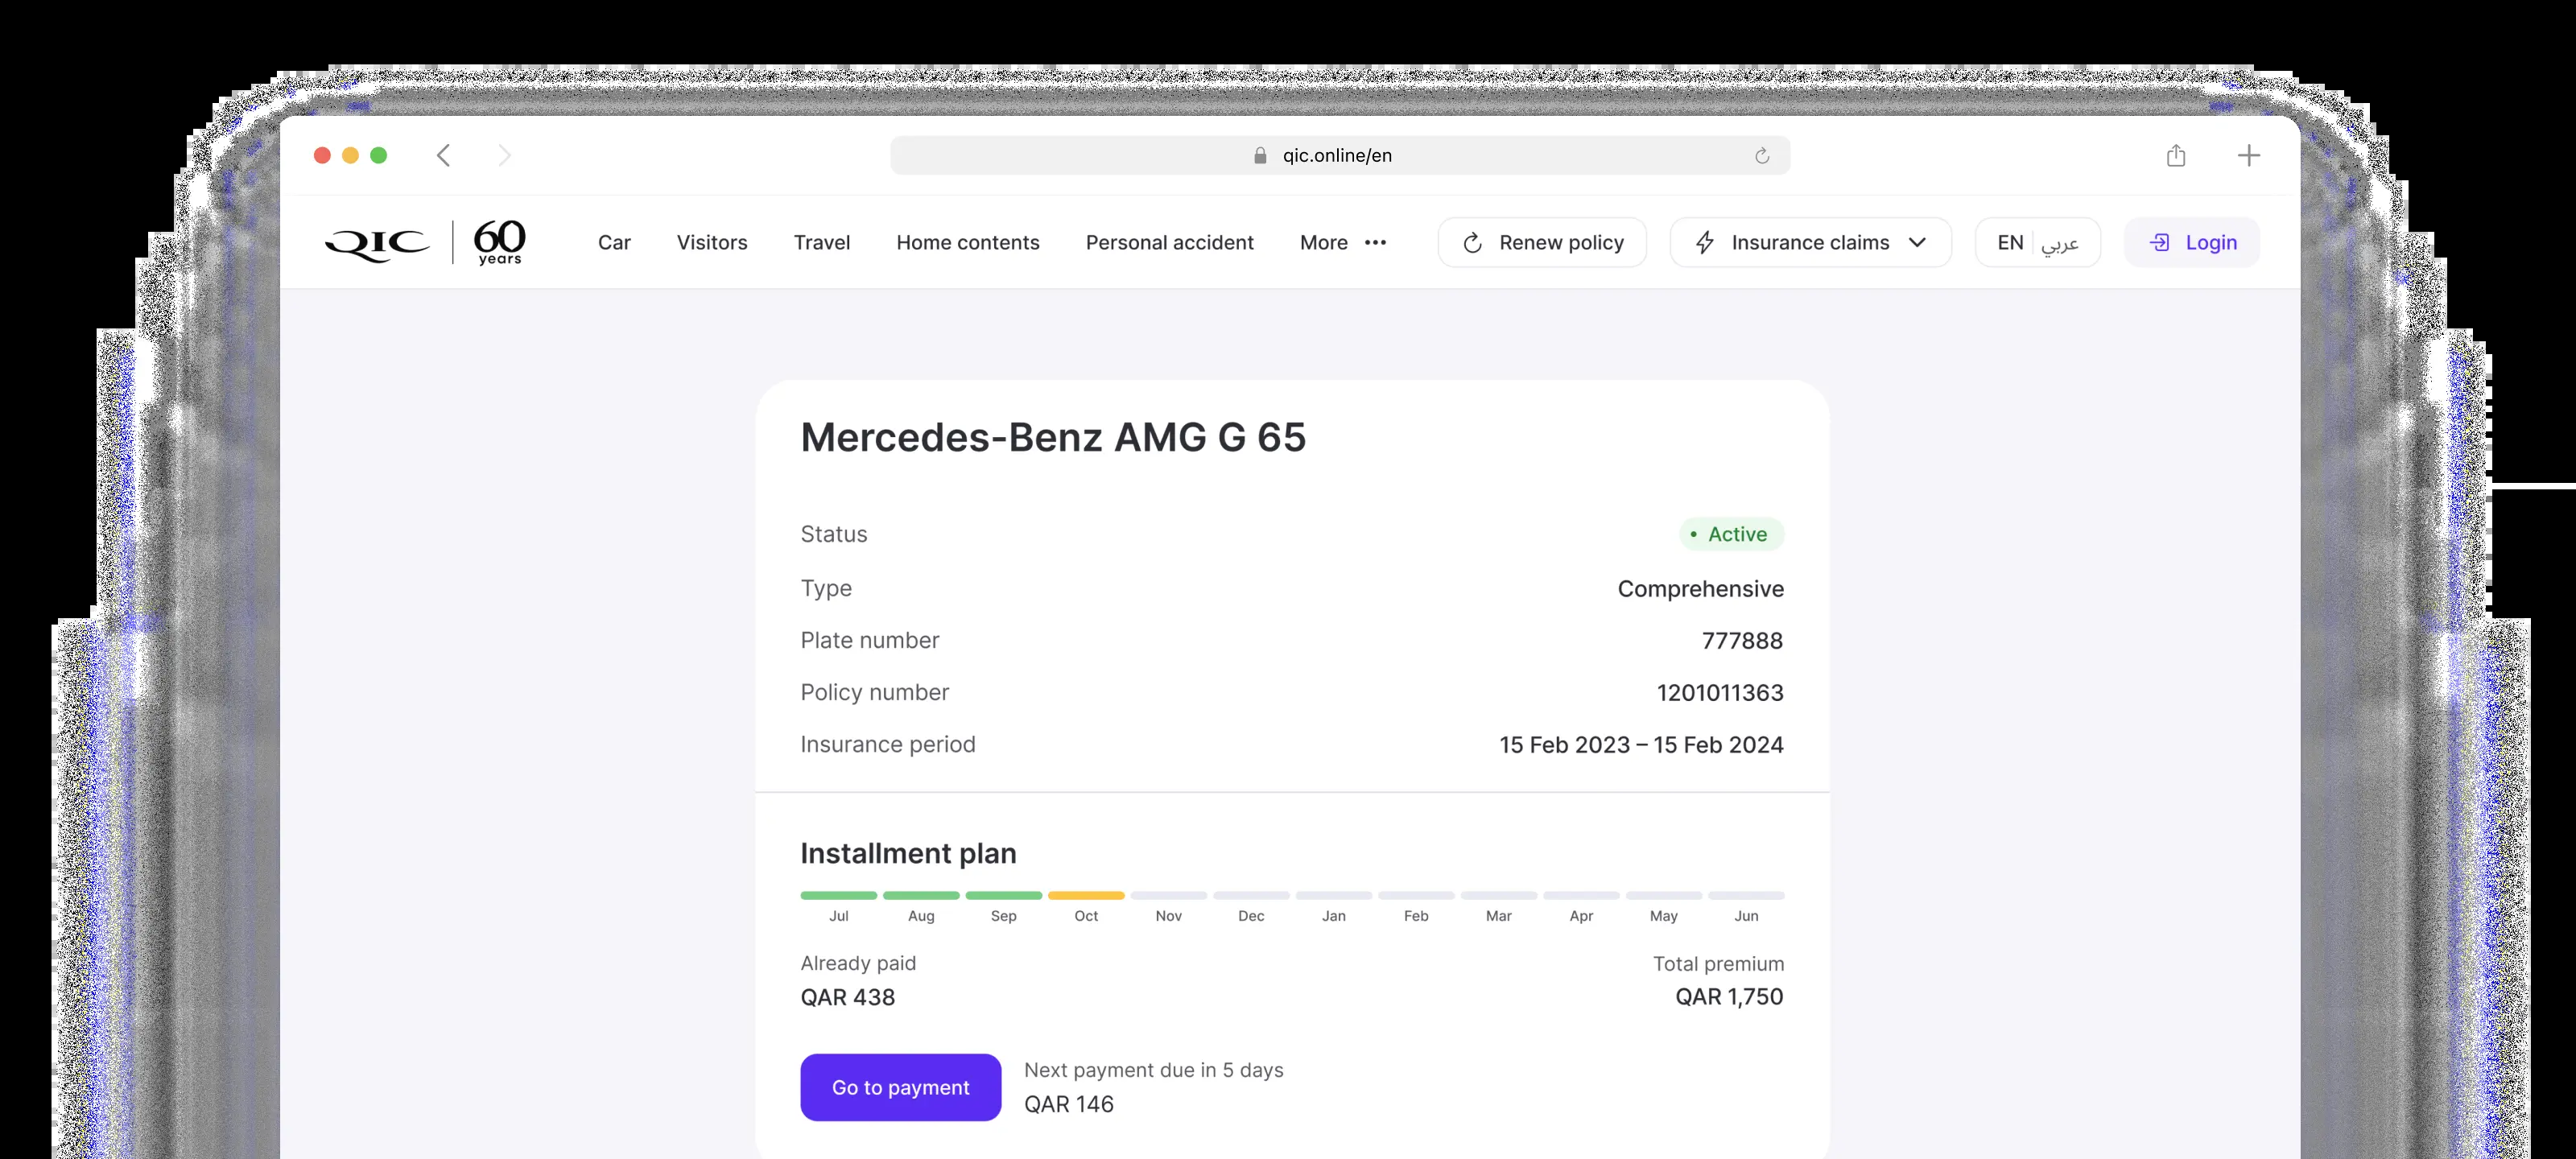 qic.online/en
QIC 60 years
Car Visitors Travel Home contents Personal accident More ••• Renew policy Insurance claims EN عربي Login
Mercedes-Benz AMG G 65
Status • Active
Type Comprehensive
Plate number 777888
Policy number 1201011363
Insurance period 15 Feb 2023 – 15 Feb 2024
Installment plan
Jul Aug Sep Oct Nov Dec Jan Feb Mar Apr May Jun
Already paid Total premium
QAR 438 QAR 1,750
Go to payment
Next payment due in 5 days
QAR 146